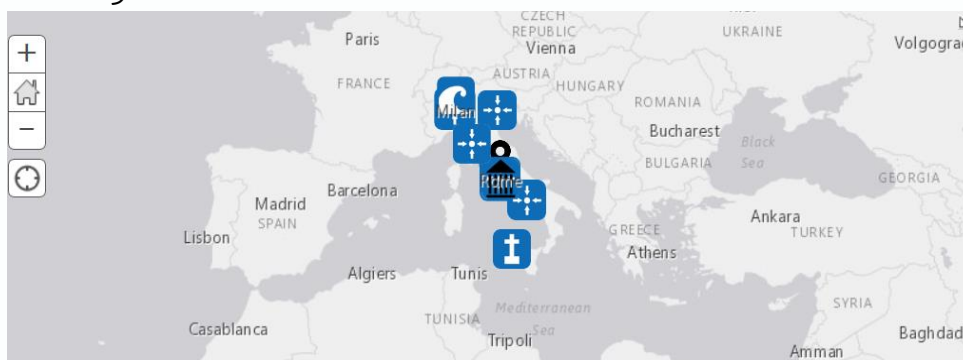 CZECH
REPUBLIC
Paris
Vienna
UKRAINE
Volgograd
FRANCE
AUSTRIA
HUNGARY
Milan
ROMANIA
Bucharest
Black
Sea
BULGARIA
GEORGIA
Rome
Barcelona
Madrid
SPAIN
Lisbon
Ankara
TURKEY
GREECE
Athens
Algiers
Tunis
SYRIA
Mediterranean
Sea
TUNISIA
Casablanca
Tripoli
Baghdad
Amman